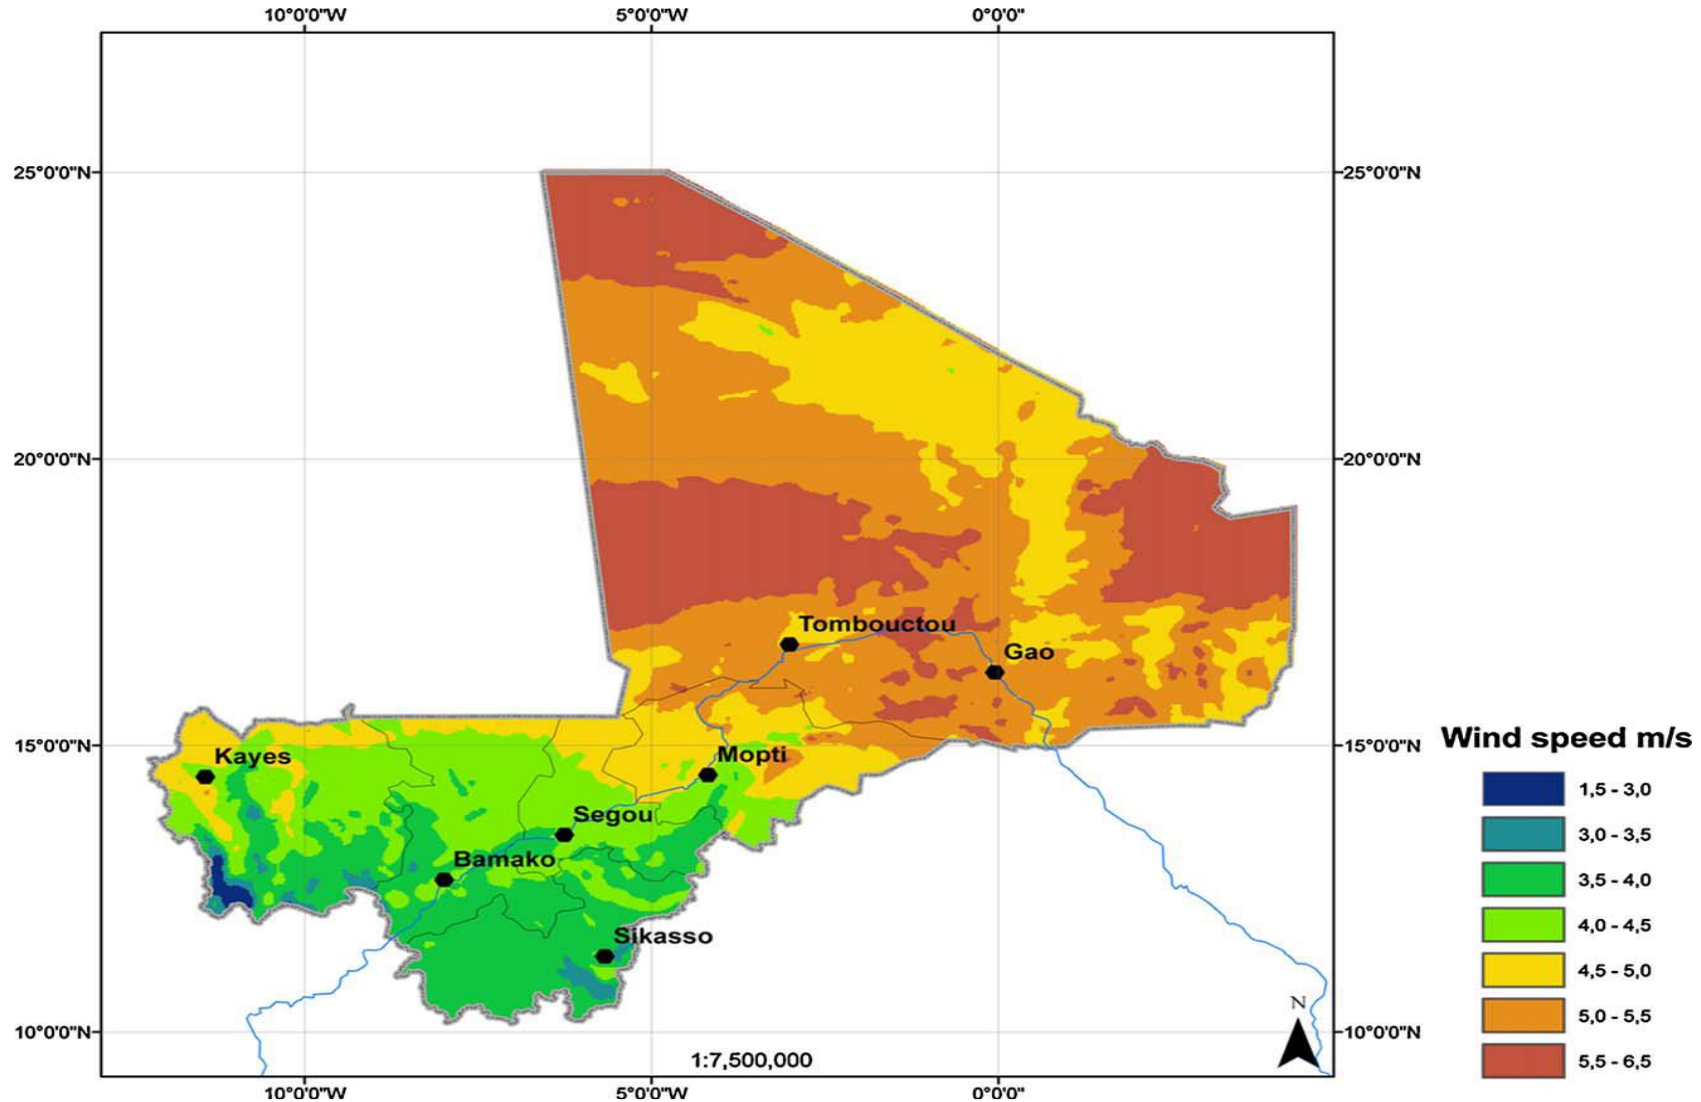 10°0'0"W 5°0'0"W 0°0'0"
25°0'0"N 25°0'0"N
20°0'0"N 20°0'0"N
Tombouctou
Gao
15°0'0"N 15°0'0"N
Kayes
Mopti
Segou
Bamako
Sikasso
10°0'0"N 10°0'0"N
N
1:7,500,000
10°0'0"W 5°0'0"W 0°0'0"
Wind speed m/s
1,5 - 3,0
3,0 - 3,5
3,5 - 4,0
4,0 - 4,5
4,5 - 5,0
5,0 - 5,5
5,5 - 6,5